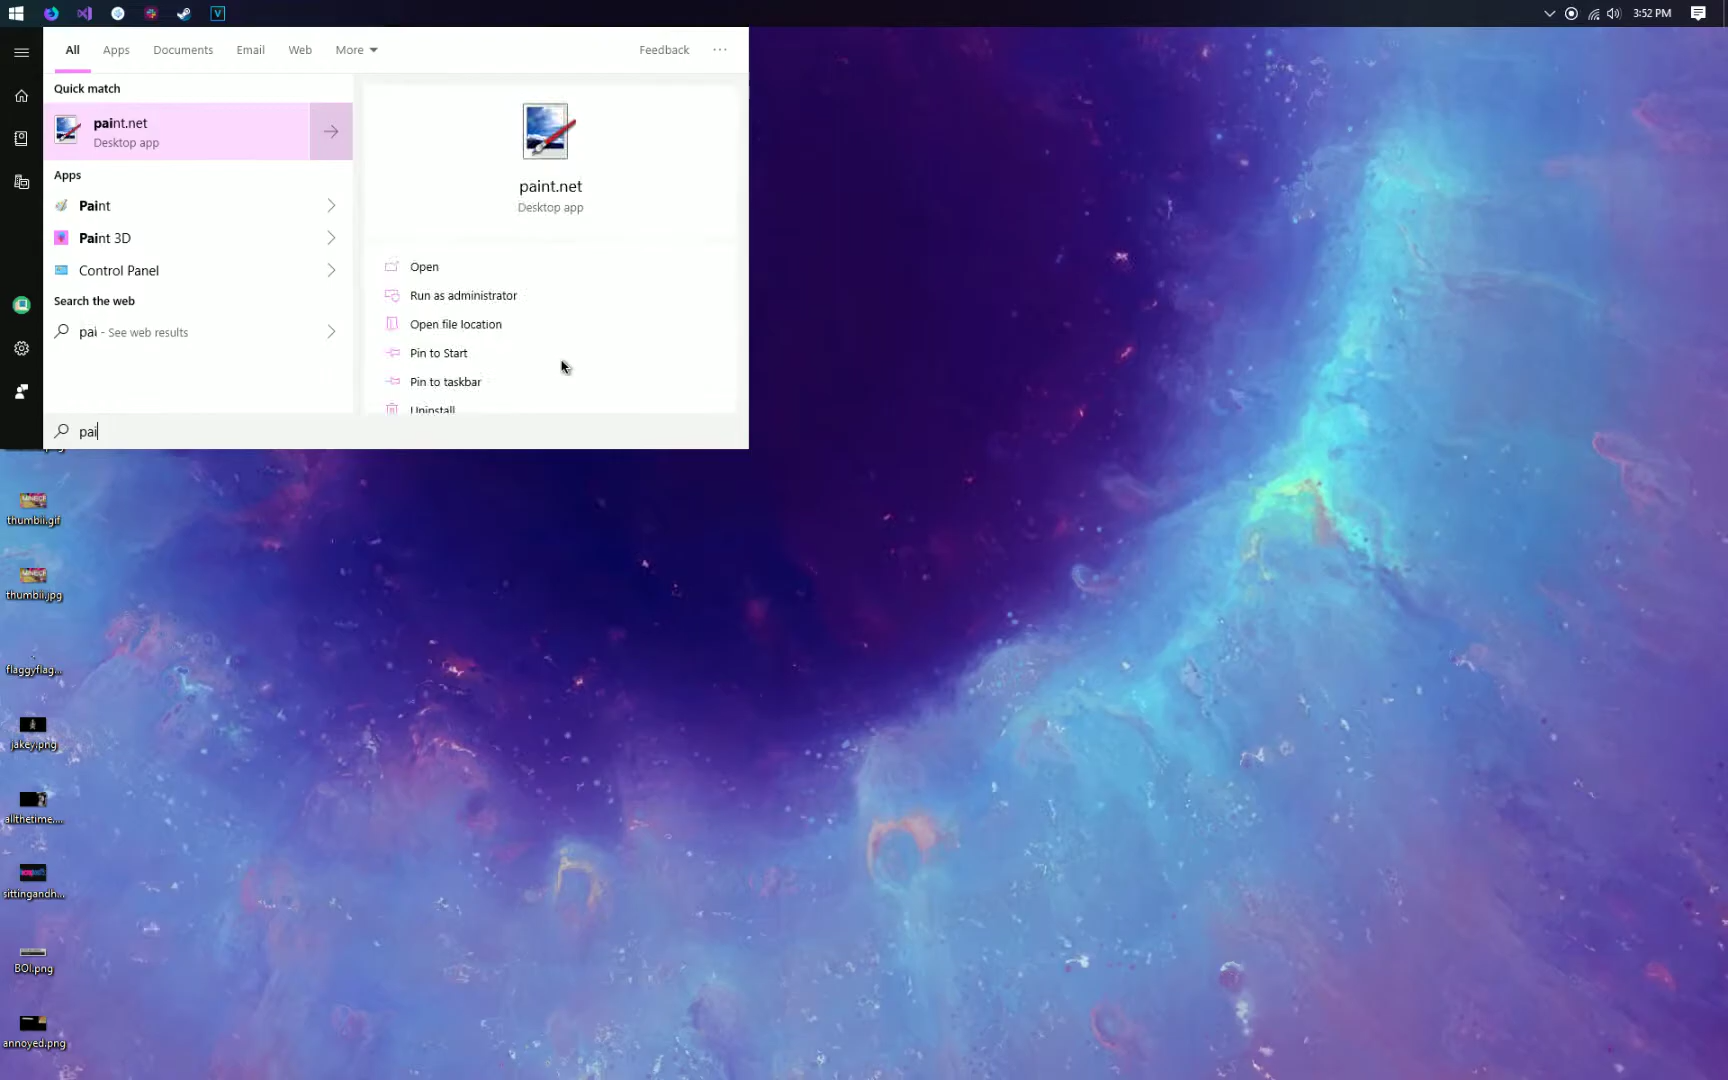 3:52 PM
All Apps Documents Email Web More Feedback ...
Quick match
paint.net
Desktop app
Apps
Paint
Paint 3D
Control Panel
Search the web
pai - See web results
paint.net
Desktop app
Open
Run as administrator
Open file location
Pin to Start
Pin to taskbar
Uninstall
pai
thumbii.gif
thumbii.jpg
flaggyflag...
jakey.png
allthetime....
sittingandh...
BOI.png
annoyed.png